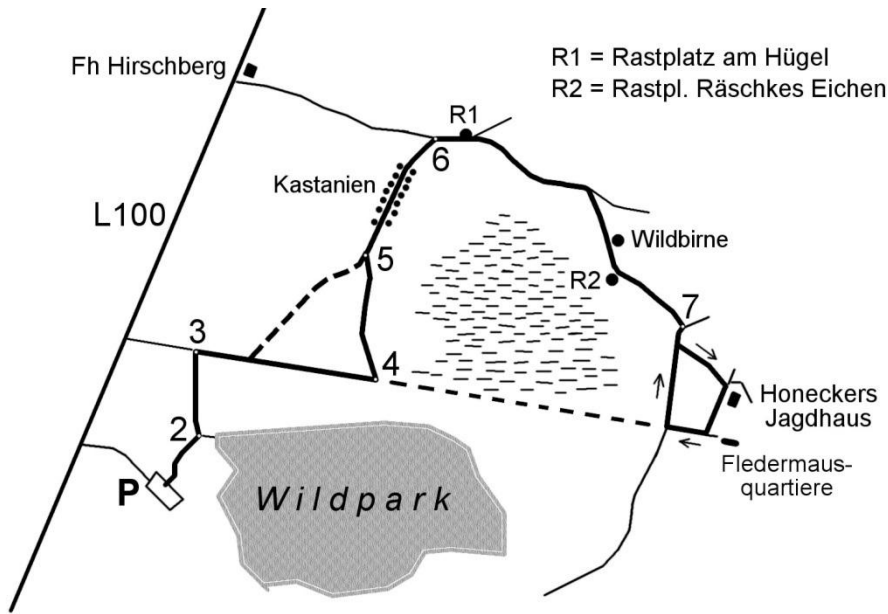 Fh Hirschberg
R1 = Rastplatz am Hügel
R2 = Rastpl. Räschkes Eichen
R1
6
Kastanien
L100
Wildbirne
5
R2
7
3
4
Honeckers
Jagdhaus
2
Fledermaus-
quartiere
P
Wildpark